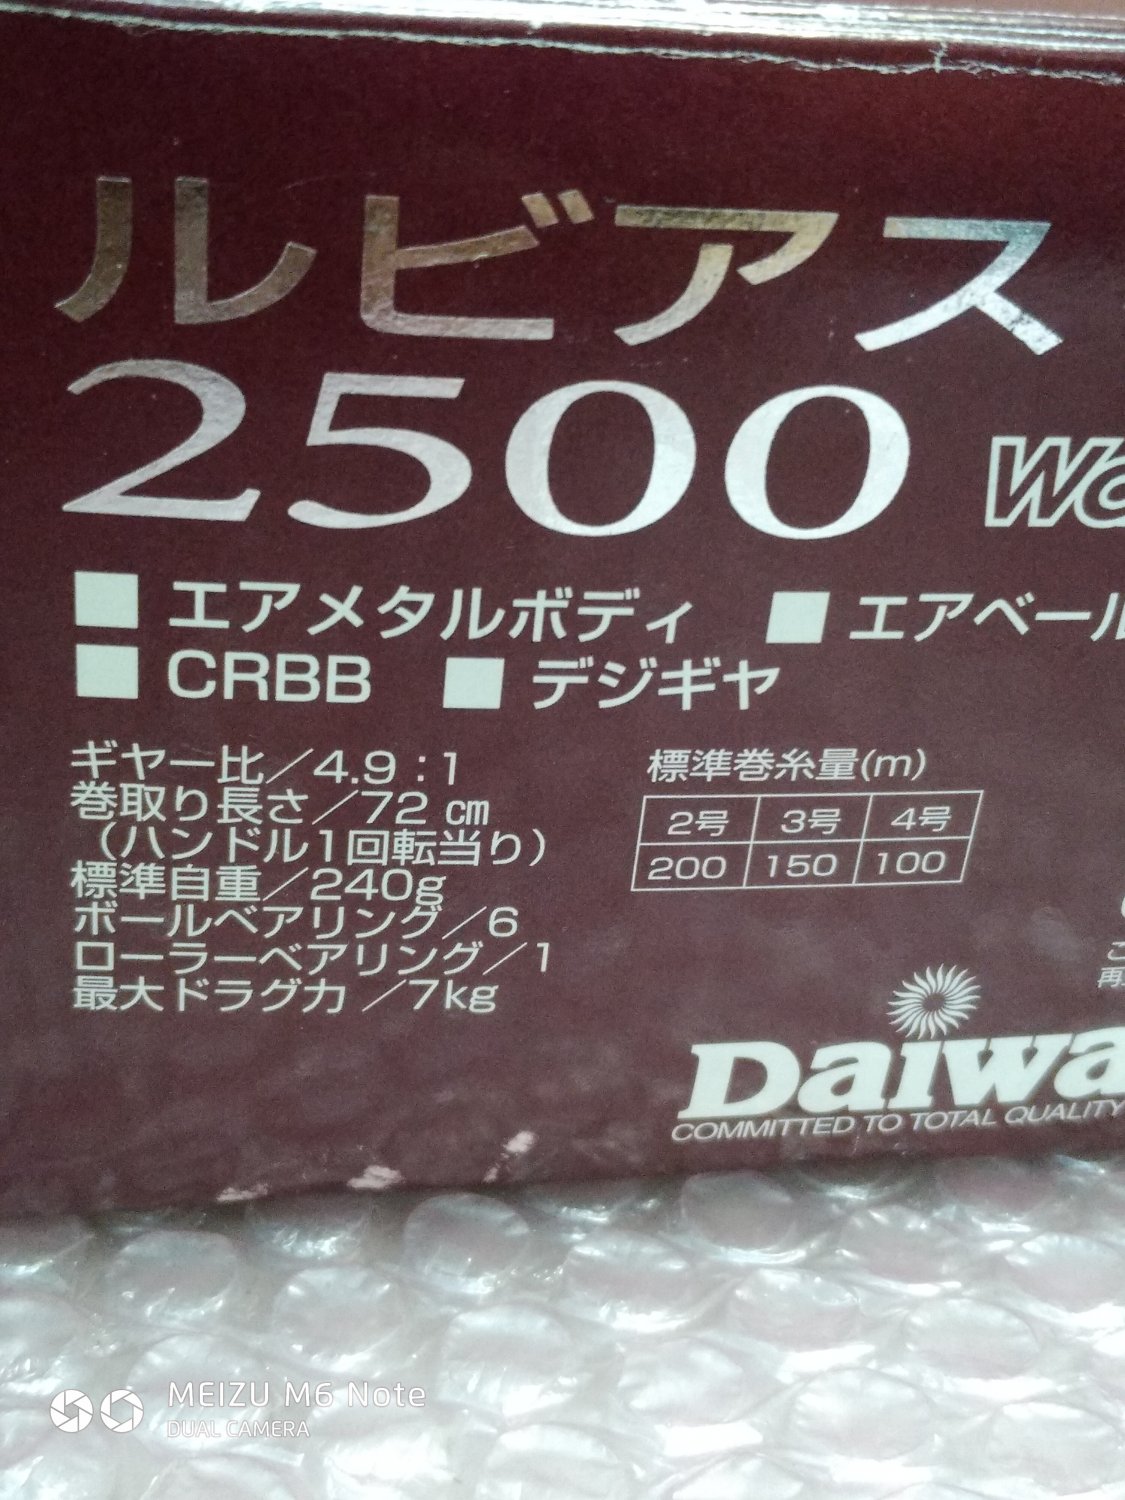 ルビアス
2500
■エアメタルボディ ■エアベール
■CRBB ■デジギヤ
ギヤー比／4.9：1
巻取り長さ／72㎝
（ハンドル1回転当り）
標準自重／240g
ボールベアリング／6
ローラーベアリング／1
最大ドラグ力／7kg
標準巻糸量(m)
2号 3号 4号
200 150 100
Daiwa
COMMITTED TO TOTAL QUALITY
MEIZU M6 Note
DUAL CAMERA